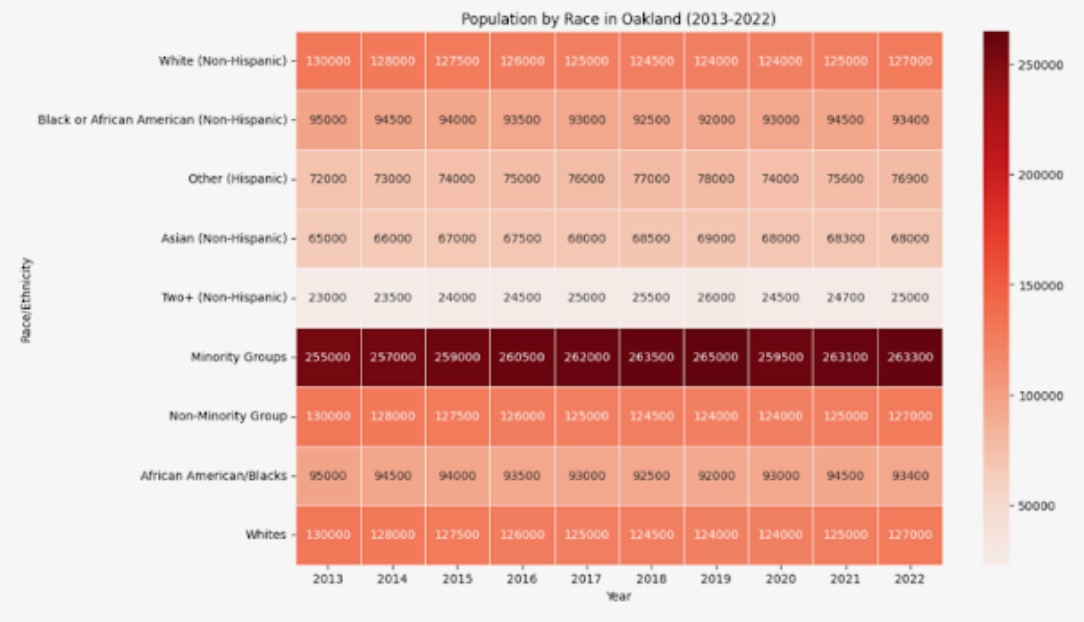 Population by Race in Oakland (2013-2022)
White (Non-Hispanic) 130000 128000 127500 126000 125000 124500 124000 124000 125000 127000
Black or African American (Non-Hispanic) 95000 94500 94000 93500 93000 92500 92000 93000 94500 93400
Other (Hispanic) 72000 73000 74000 75000 76000 77000 78000 74000 75600 76900
Asian (Non-Hispanic) 65000 66000 67000 67500 68000 68500 69000 68000 68300 68000
Two+ (Non-Hispanic) 23000 23500 24000 24500 25000 25500 26000 24500 24700 25000
Minority Groups 255000 257000 259000 260500 262000 263500 265000 259500 263100 263300
Non-Minority Group 130000 128000 127500 126000 125000 124500 124000 124000 125000 127000
African American/Blacks 95000 94500 94000 93500 93000 92500 92000 93000 94500 93400
Whites 130000 128000 127500 126000 125000 124500 124000 124000 125000 127000
2013 2014 2015 2016 2017 2018 2019 2020 2021 2022
Year
Race/Ethnicity
250000
200000
150000
100000
50000